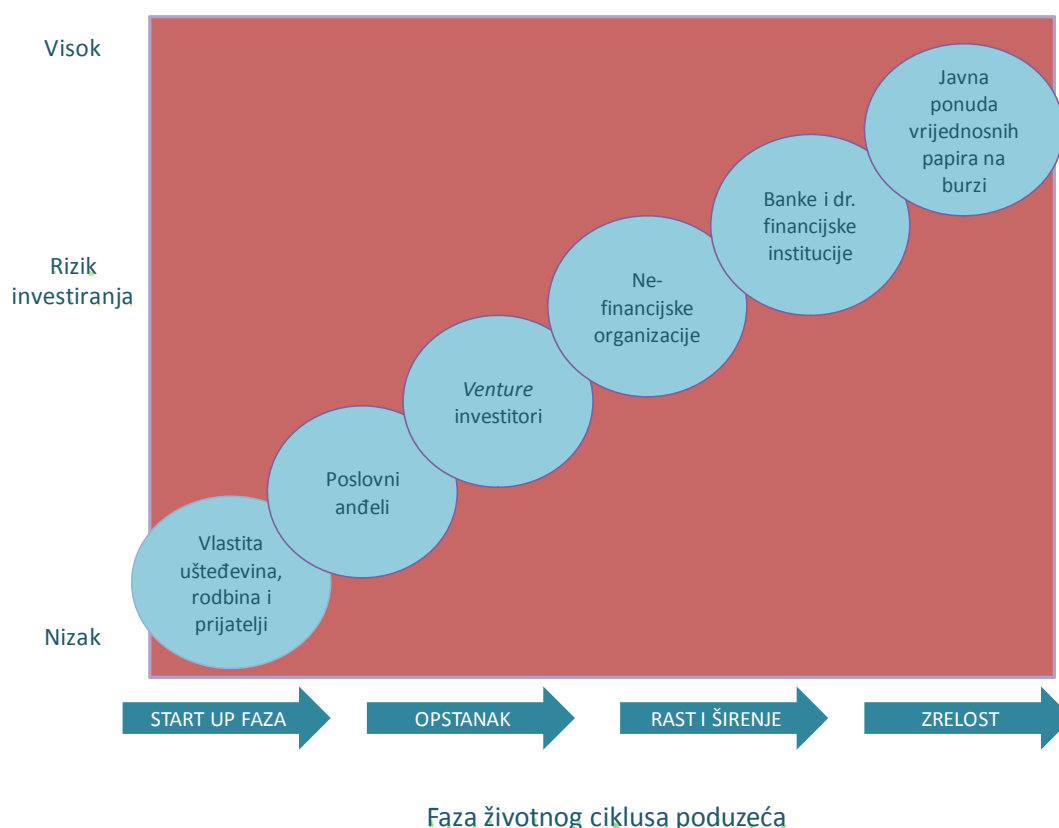 Visok
Javna
ponuda
vrijednosnih
papira na
burzi
Banke i dr.
financijske
institucije
Rizik
investiranja
Ne-
financijske
organizacije
Venture
investitori
Poslovni
anđeli
Vlastita
ušteđevina,
rodbina i
prijatelji
Nizak
START UP FAZA
OPSTANAK
RAST I ŠIRENJE
ZRELOST
Faza životnog ciklusa poduzeća